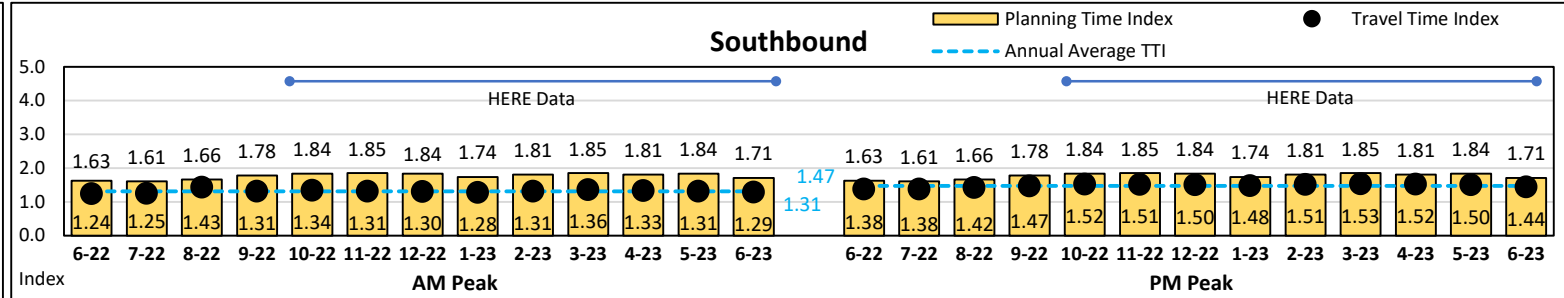 Southbound
Planning Time Index
Travel Time Index
Annual Average TTI
5.0
4.0
3.0
2.0
1.0
0.0
HERE Data
HERE Data
1.63 1.61 1.66 1.78 1.84 1.85 1.84 1.74 1.81 1.85 1.81 1.84 1.71
1.63 1.61 1.66 1.78 1.84 1.85 1.84 1.74 1.81 1.85 1.81 1.84 1.71
1.47
1.31
1.24 1.25 1.43 1.31 1.34 1.31 1.30 1.28 1.31 1.36 1.33 1.31 1.29
1.38 1.38 1.42 1.47 1.52 1.51 1.50 1.48 1.51 1.53 1.52 1.50 1.44
6-22 7-22 8-22 9-22 10-22 11-22 12-22 1-23 2-23 3-23 4-23 5-23 6-23
6-22 7-22 8-22 9-22 10-22 11-22 12-22 1-23 2-23 3-23 4-23 5-23 6-23
Index
AM Peak
PM Peak